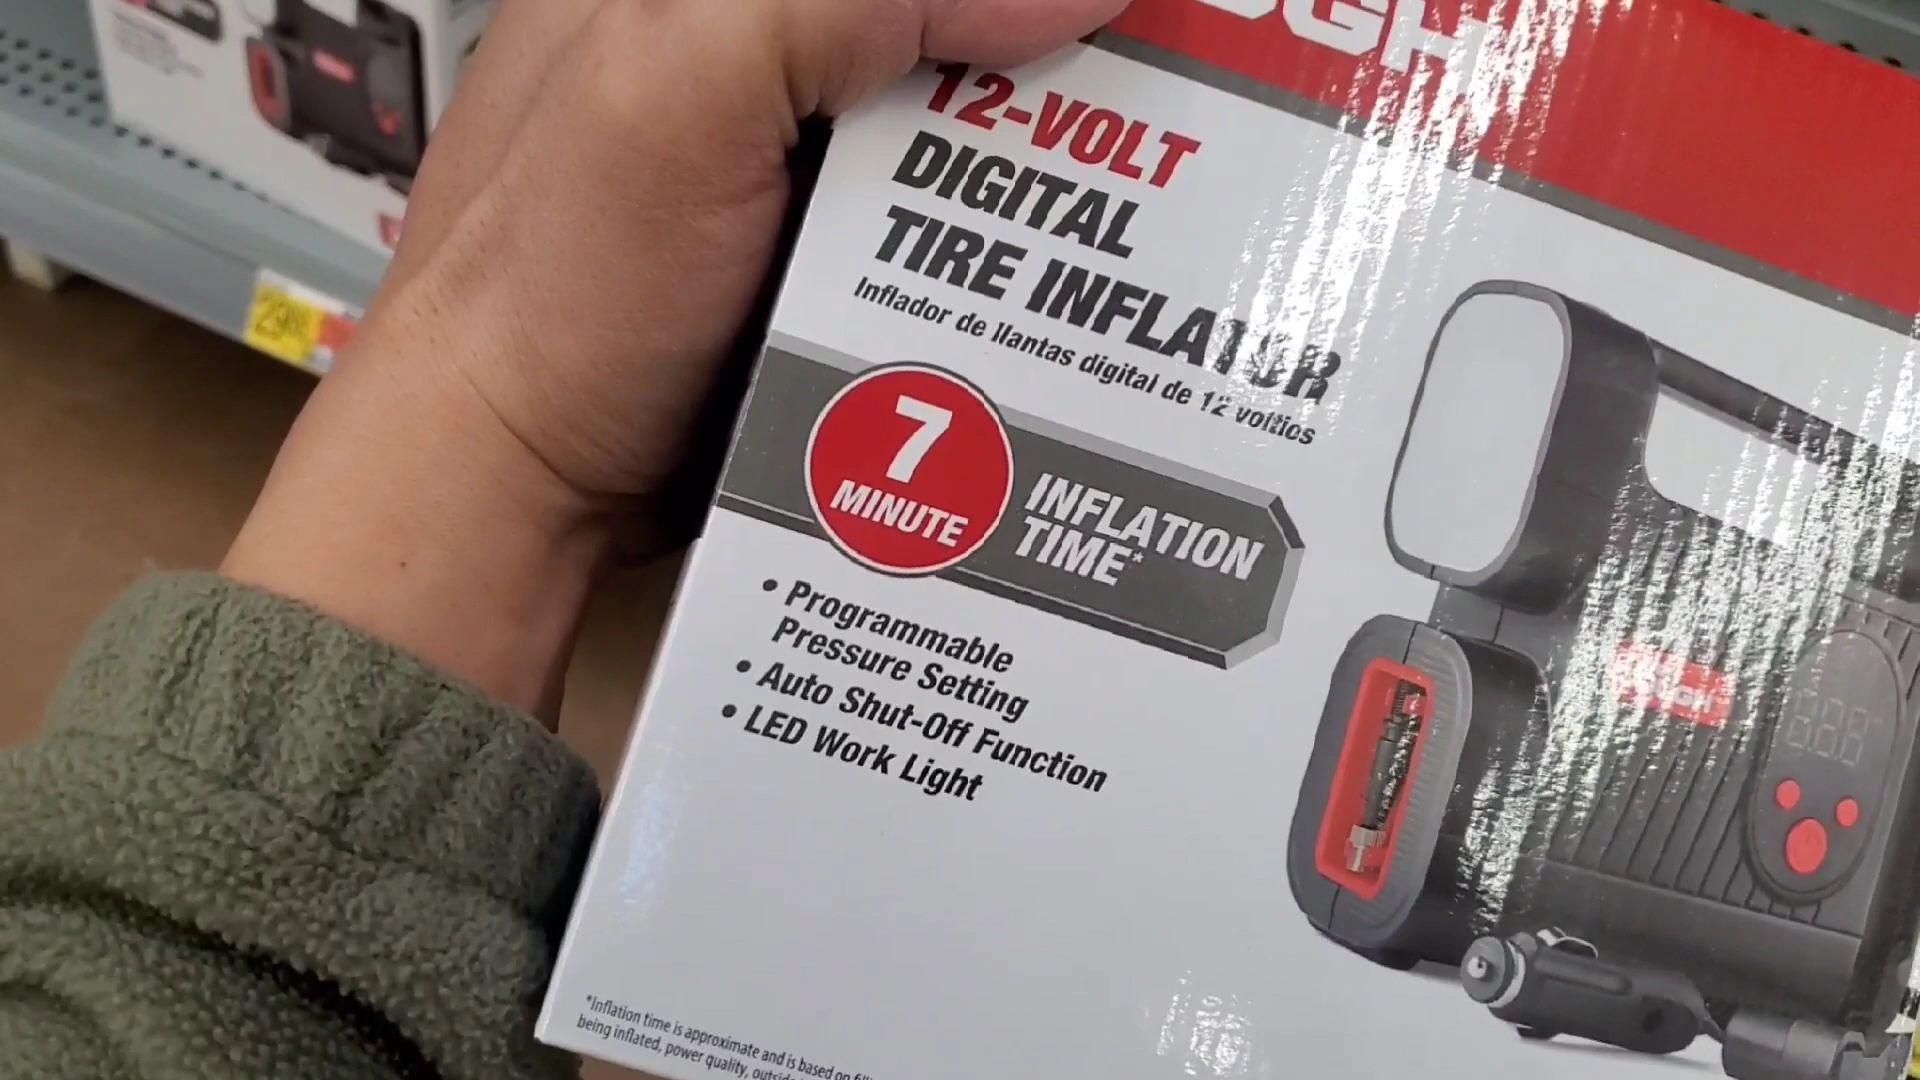 12-VOLT
DIGITAL
TIRE INFLATOR
Inflador de llantas digital de 12 voltios
7
MINUTE
INFLATION
TIME*
• Programmable
Pressure Setting
• Auto Shut-Off Function
• LED Work Light
*Inflation time is approximate and is based on
being inflated, power quality,